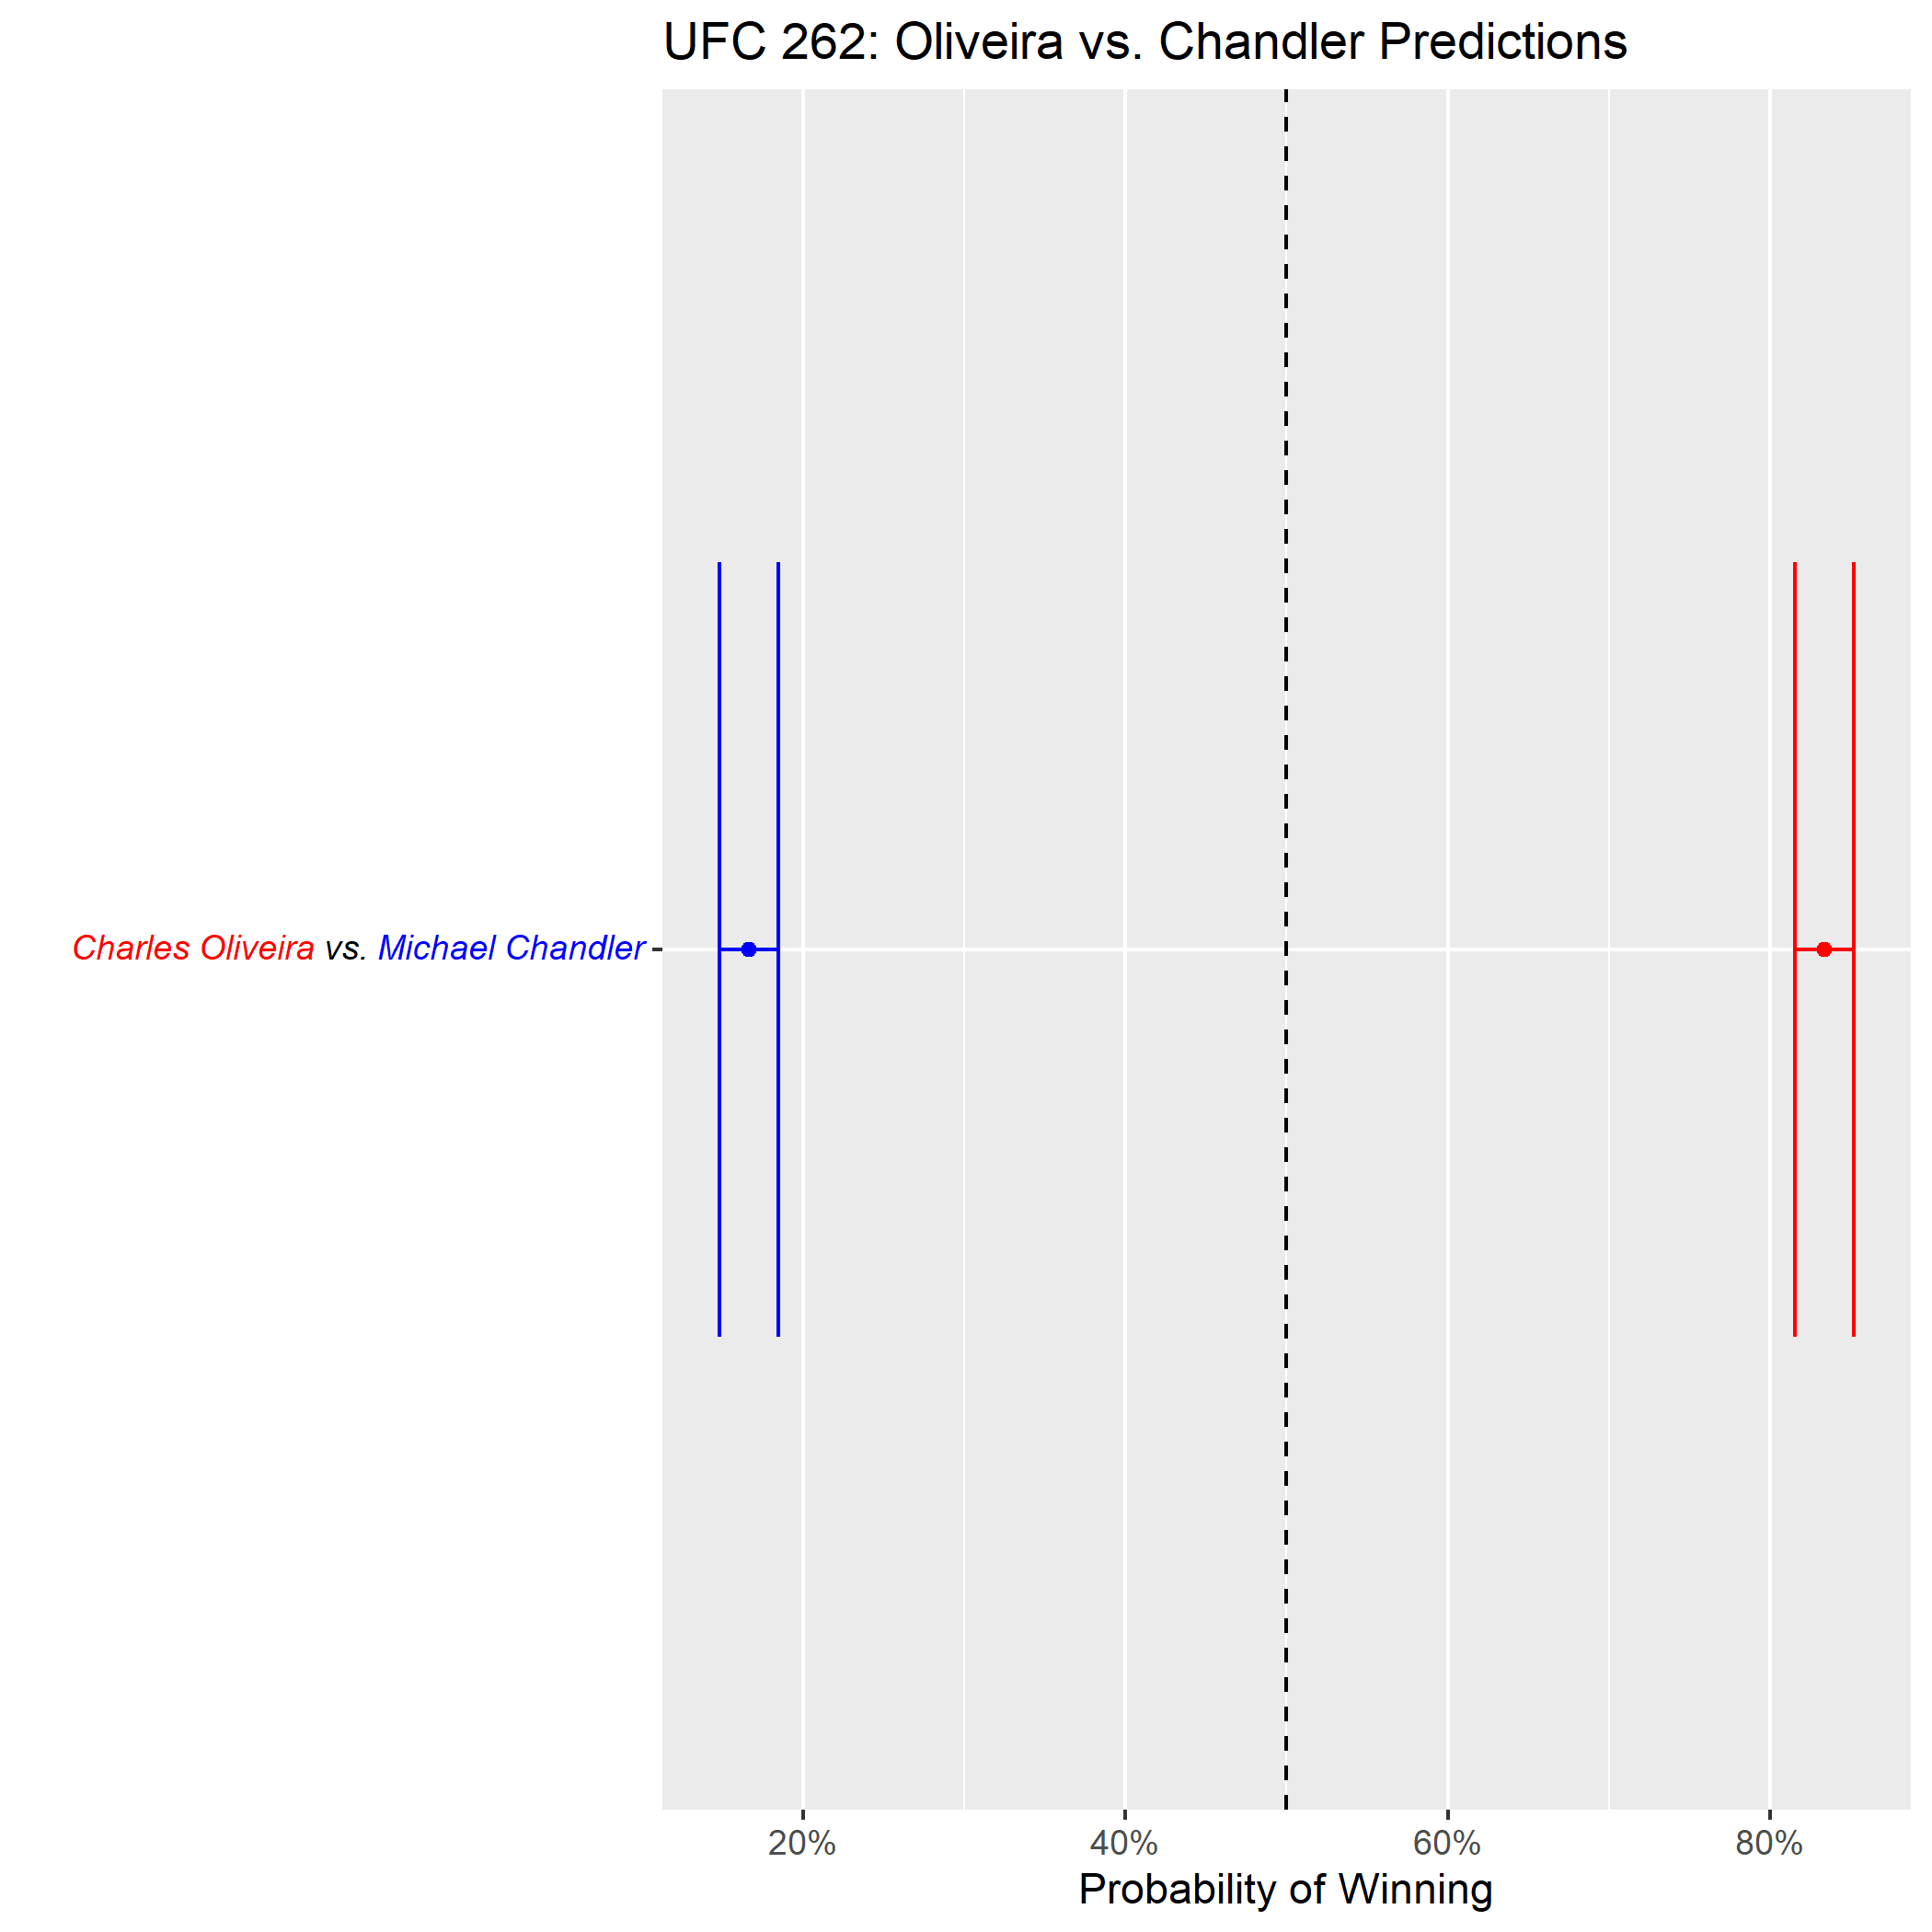 UFC 262: Oliveira vs. Chandler Predictions
Charles Oliveira vs. Michael Chandler
20% 40% 60% 80%
Probability of Winning